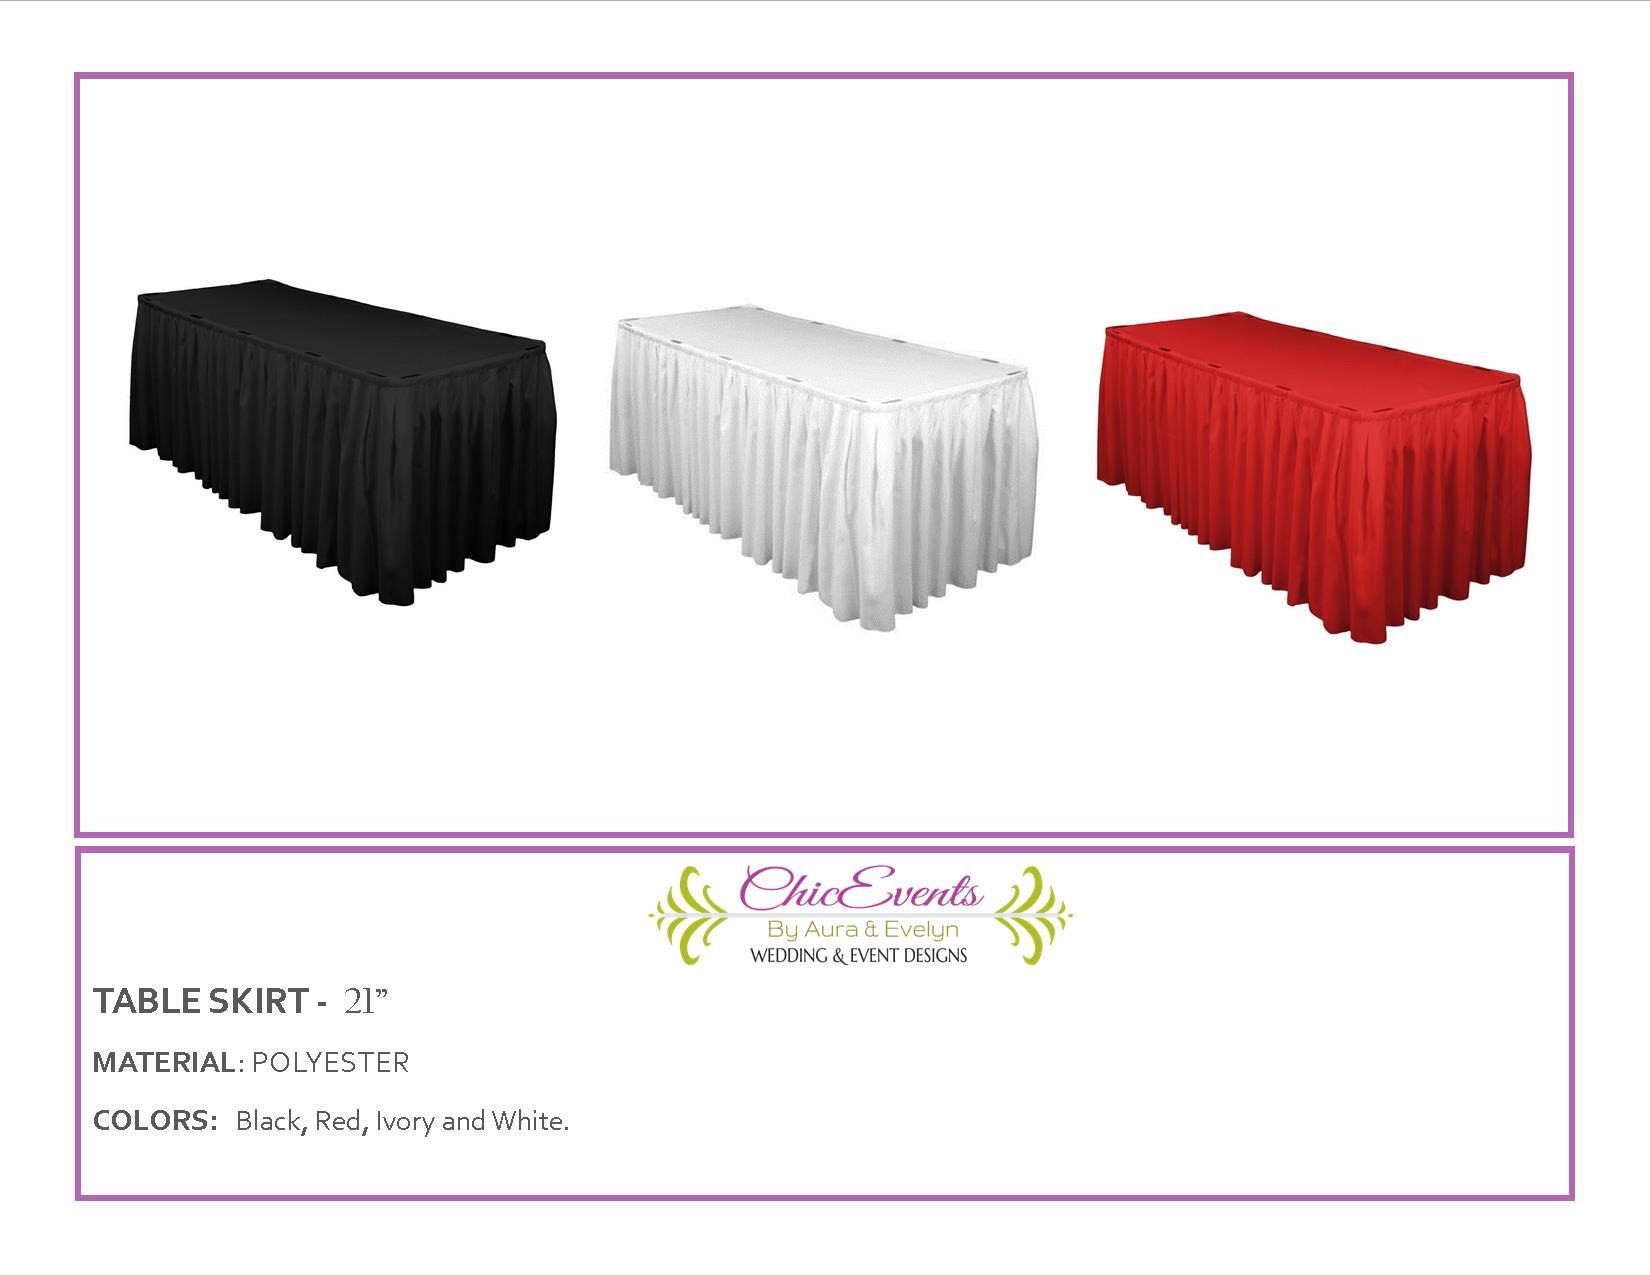 ChicEvents
By Aura & Evelyn
WEDDING & EVENT DESIGNS
TABLE SKIRT - 21”
MATERIAL: POLYESTER
COLORS: Black, Red, Ivory and White.